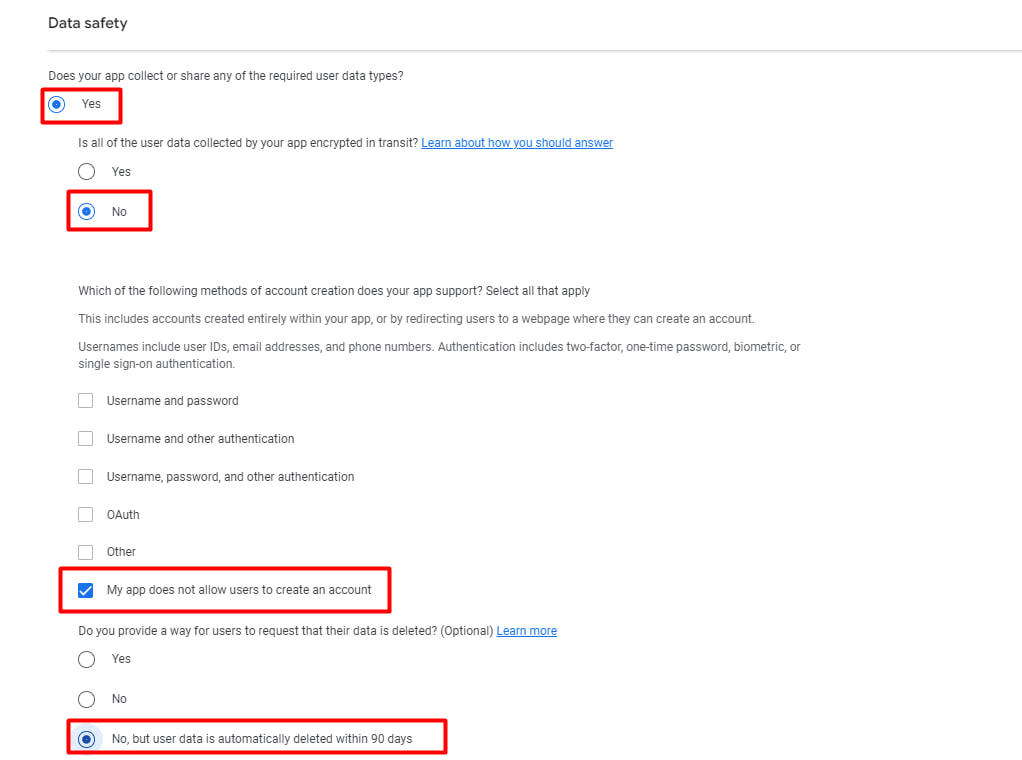 Data safety
Does your app collect or share any of the required user data types?
Yes
Is all of the user data collected by your app encrypted in transit? Learn about how you should answer
Yes
No
Which of the following methods of account creation does your app support? Select all that apply
This includes accounts created entirely within your app, or by redirecting users to a webpage where they can create an account.
Usernames include user IDs, email addresses, and phone numbers. Authentication includes two-factor, one-time password, biometric, or
single sign-on authentication.
Username and password
Username and other authentication
Username, password, and other authentication
OAuth
Other
My app does not allow users to create an account
Do you provide a way for users to request that their data is deleted? (Optional) Learn more
Yes
No
No, but user data is automatically deleted within 90 days